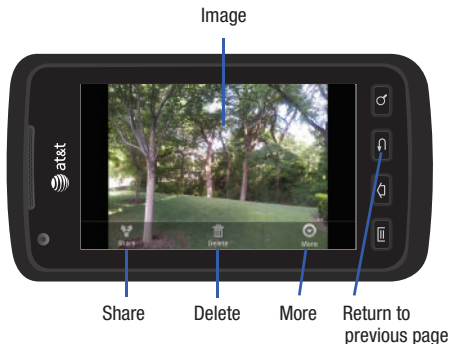 Image
at&t
Share
Delete
More
Share
Delete
More
Return to
previous page